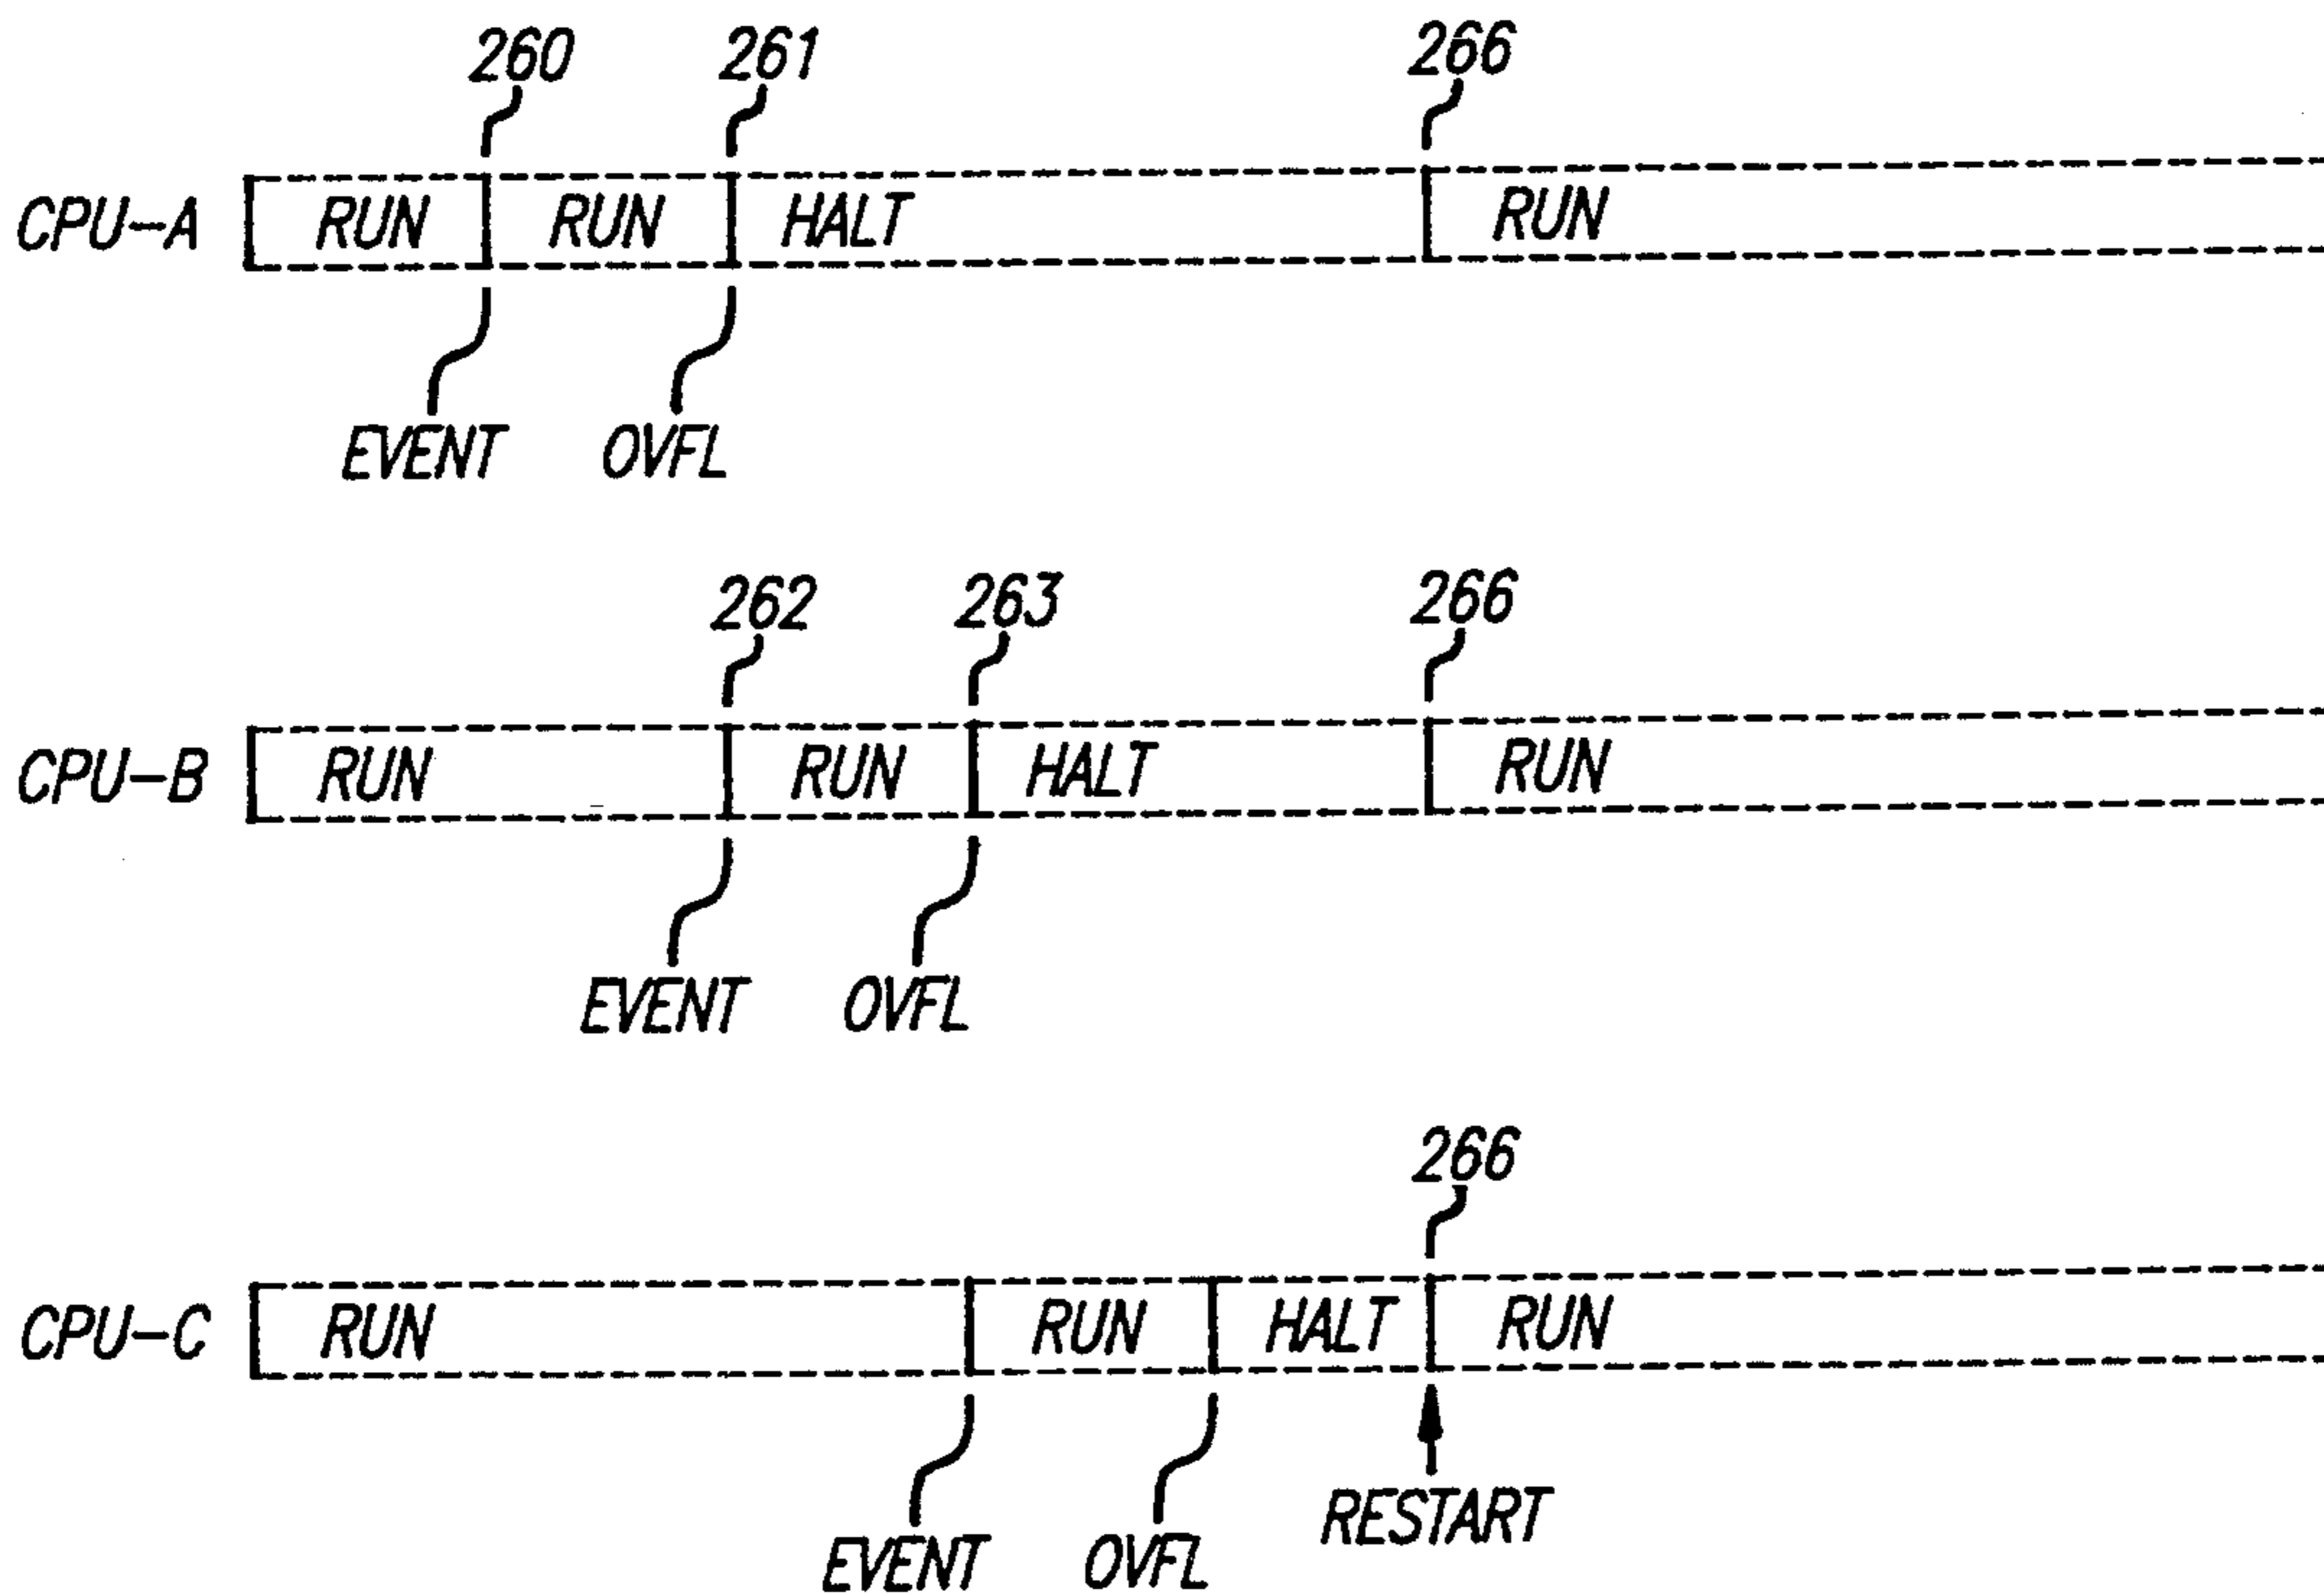 260 261 266
CPU-A RUN RUN HALT RUN
EVENT OVFL
262 263 266
CPU-B RUN RUN HALT RUN
EVENT OVFL
266
CPU-C RUN RUN HALT RUN
RESTART
EVENT OVFL